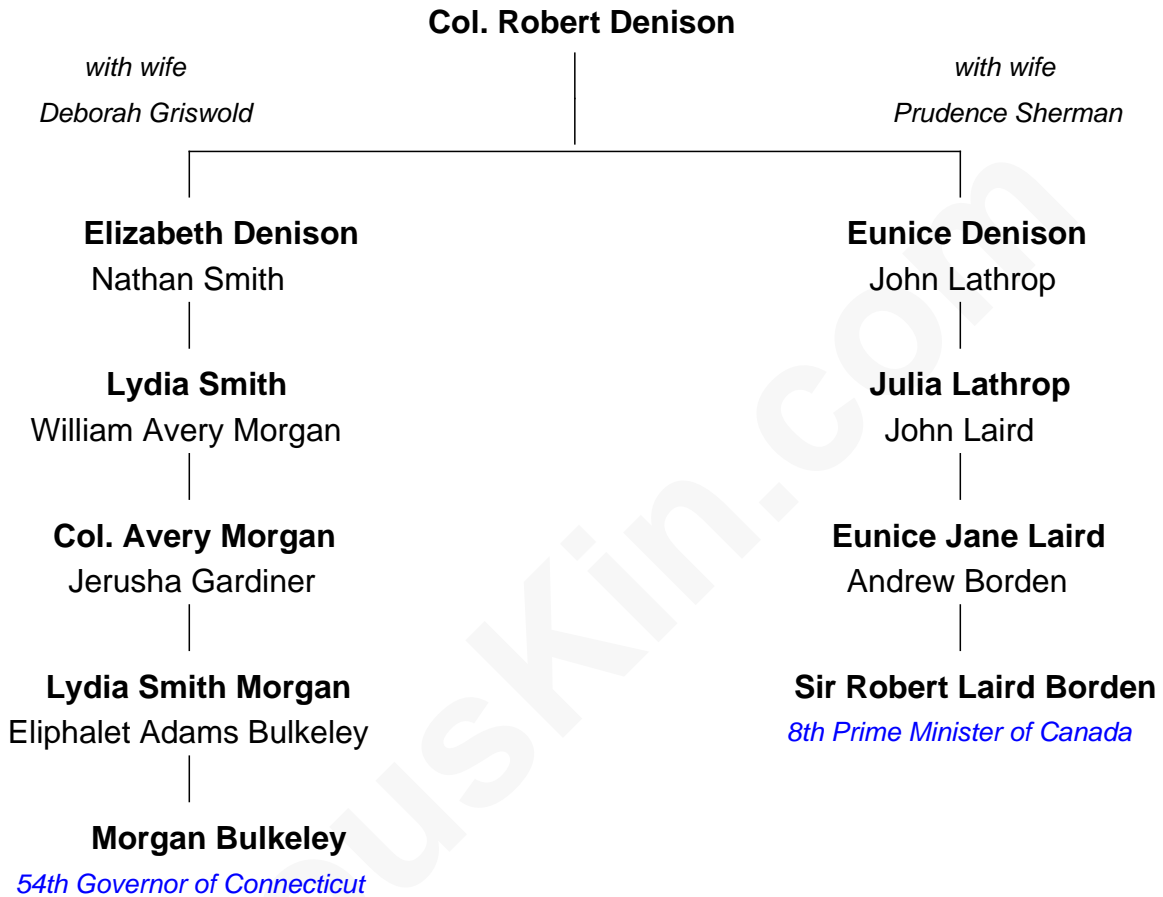 Col. Robert Denison
with wife
Deborah Griswold
with wife
Prudence Sherman
Elizabeth Denison
Nathan Smith
Eunice Denison
John Lathrop
Lydia Smith
William Avery Morgan
Julia Lathrop
John Laird
Col. Avery Morgan
Jerusha Gardiner
Eunice Jane Laird
Andrew Borden
Lydia Smith Morgan
Eliphalet Adams Bulkeley
Sir Robert Laird Borden
8th Prime Minister of Canada
Morgan Bulkeley
54th Governor of Connecticut